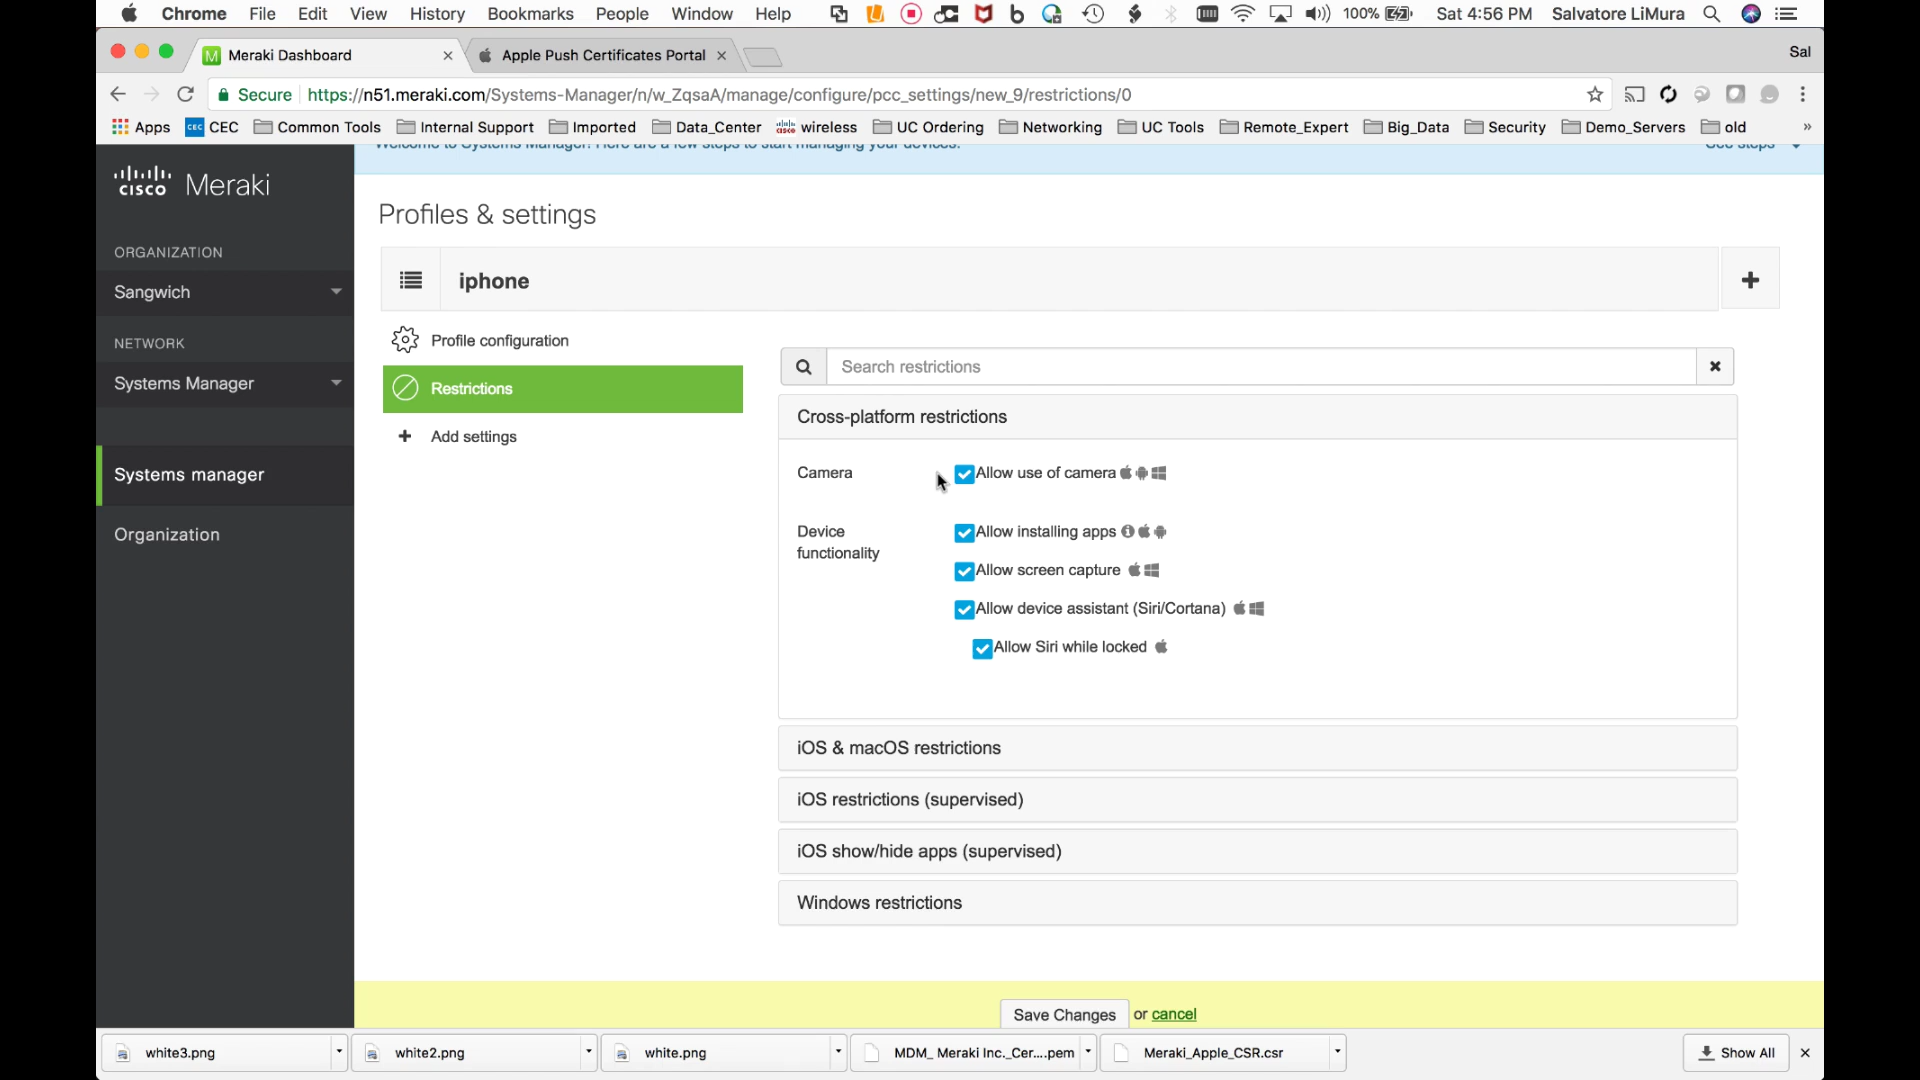 Chrome File Edit View History Bookmarks People Window Help 100% Sat 4:56 PM Salvatore LiMura
Meraki Dashboard Apple Push Certificates Portal Sal
Secure https://n51.meraki.com/Systems-Manager/n/w_ZqsaA/manage/configure/pcc_settings/new_9/restrictions/0
Apps CEC CEC Common Tools Internal Support Imported Data_Center wireless UC Ordering Networking UC Tools Remote_Expert Big_Data Security Demo_Servers old »
Welcome to Systems Manager! Here are a few steps to start managing your devices. See steps
CISCO Meraki
Profiles & settings
ORGANIZATION
Sangwich
iphone
NETWORK
Systems Manager
Systems manager
Organization
Profile configuration
Restrictions
Add settings
Search restrictions
Cross-platform restrictions
Camera
Allow use of camera
Device
functionality
Allow installing apps
Allow screen capture
Allow device assistant (Siri/Cortana)
Allow Siri while locked
iOS & macOS restrictions
iOS restrictions (supervised)
iOS show/hide apps (supervised)
Windows restrictions
Save Changes or cancel
white3.png white2.png white.png MDM_ Meraki Inc._Cer....pem Meraki_Apple_CSR.csr Show All